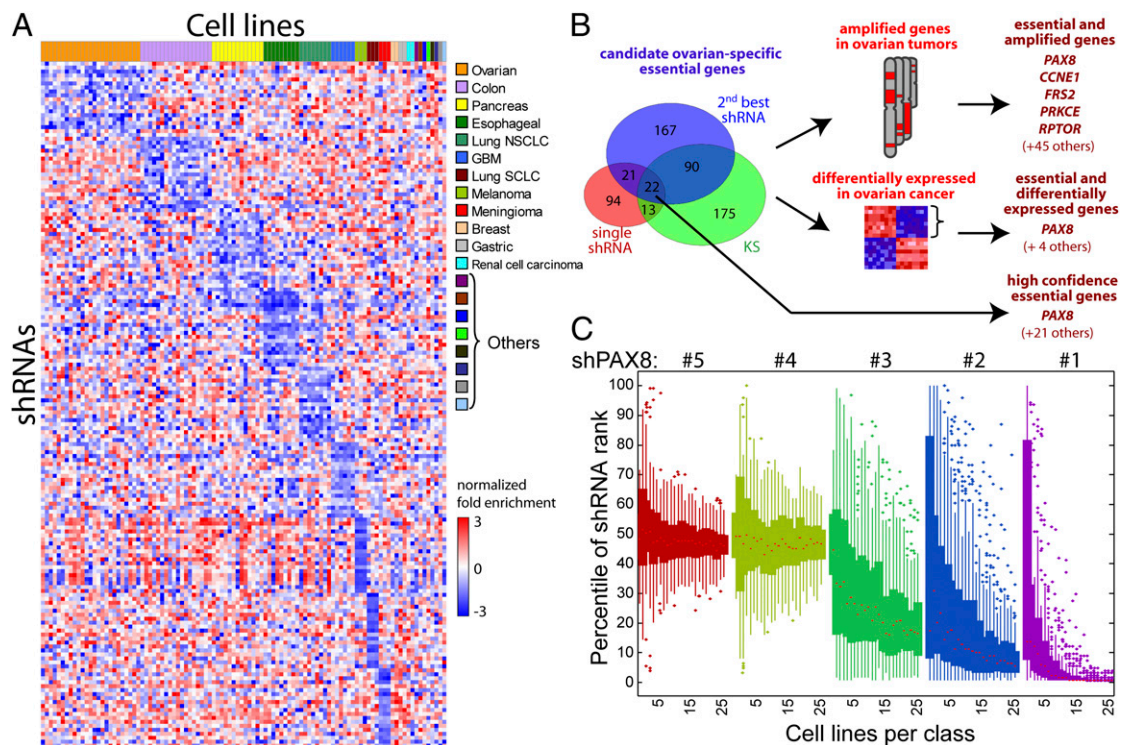 A
Cell lines
shRNAs
Ovarian
Colon
Pancreas
Esophageal
Lung NSCLC
GBM
Lung SCLC
Melanoma
Meningioma
Breast
Gastric
Renal cell carcinoma
Others
normalized
fold enrichment
3
0
-3
B
candidate ovarian-specific
essential genes
2nd best
shRNA
167
90
21
22
94
13
175
single
shRNA
KS
amplified genes
in ovarian tumors
differentially expressed
in ovarian cancer
essential and
amplified genes
PAX8
CCNE1
FRS2
PRKCE
RPTOR
(+45 others)
essential and
differentially
expressed genes
PAX8
(+ 4 others)
high confidence
essential genes
PAX8
(+21 others)
C
shPAX8: #5 #4 #3 #2 #1
Percentile of shRNA rank
100
90
80
70
60
50
40
30
20
10
0
5 15 25 5 15 25 5 15 25 5 15 25 5 15 25
Cell lines per class